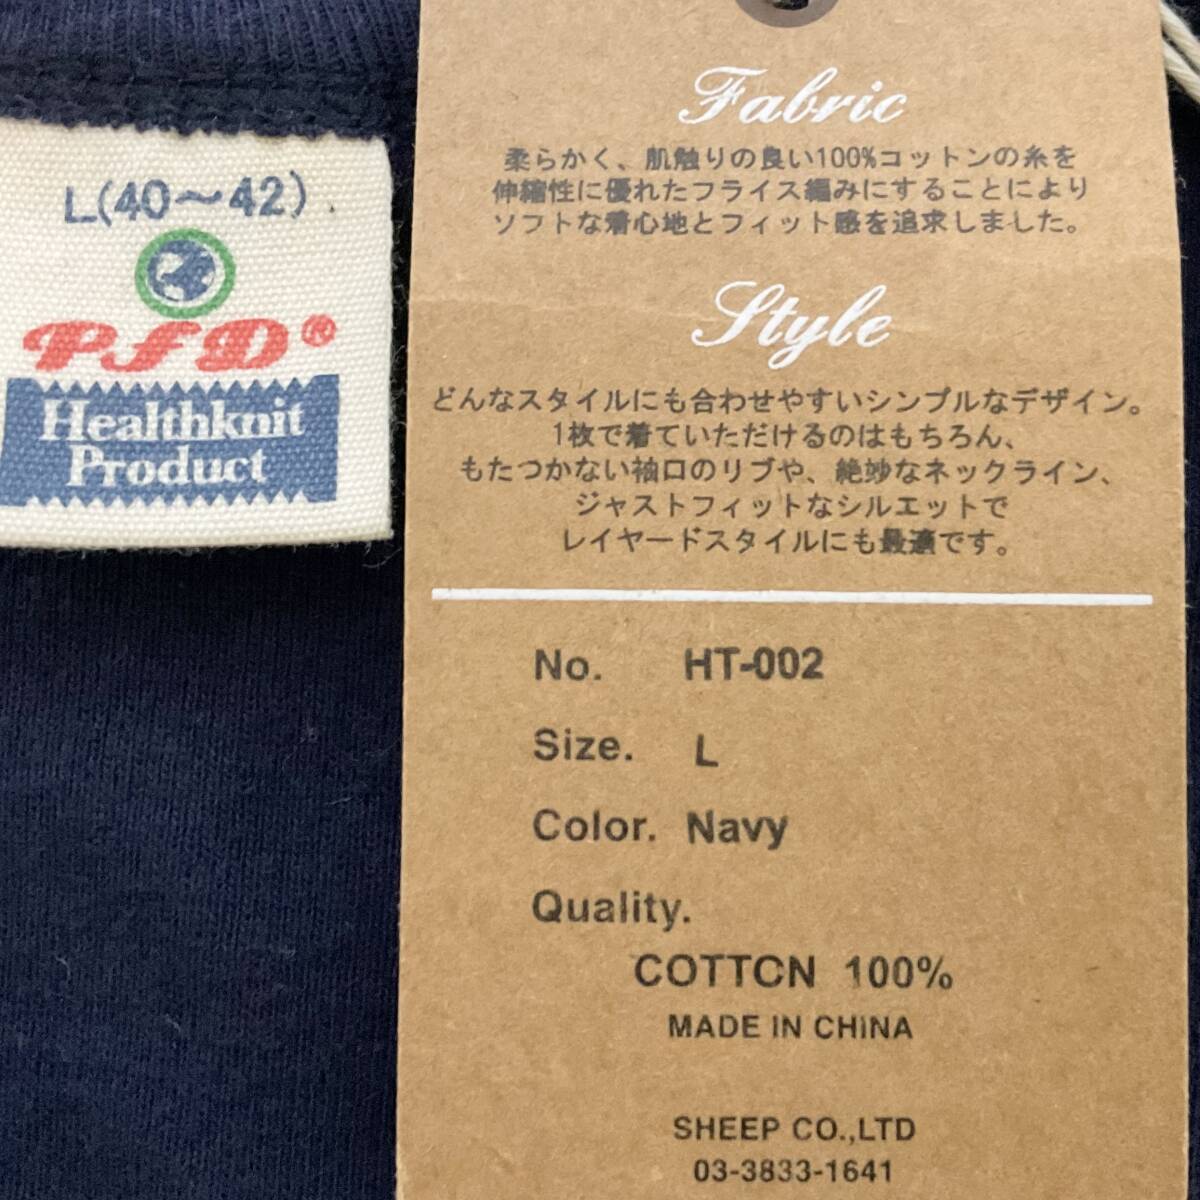 L(40〜42)
PFD®
Healthknit
Product
Fabric
柔らかく、肌触りの良い100%コットンの糸を
伸縮性に優れたフライス編みにすることにより
ソフトな着心地とフィット感を追求しました。
Style
どんなスタイルにも合わせやすいシンプルなデザイン。
1枚で着ていただけるのはもちろん、
もたつかない袖口のリブや、絶妙なネックライン、
ジャストフィットなシルエットで
レイヤードスタイルにも最適です。
No. HT-002
Size. L
Color. Navy
Quality.
COTTCN 100%
MADE IN CHINA
SHEEP CO.,LTD
03-3833-1641